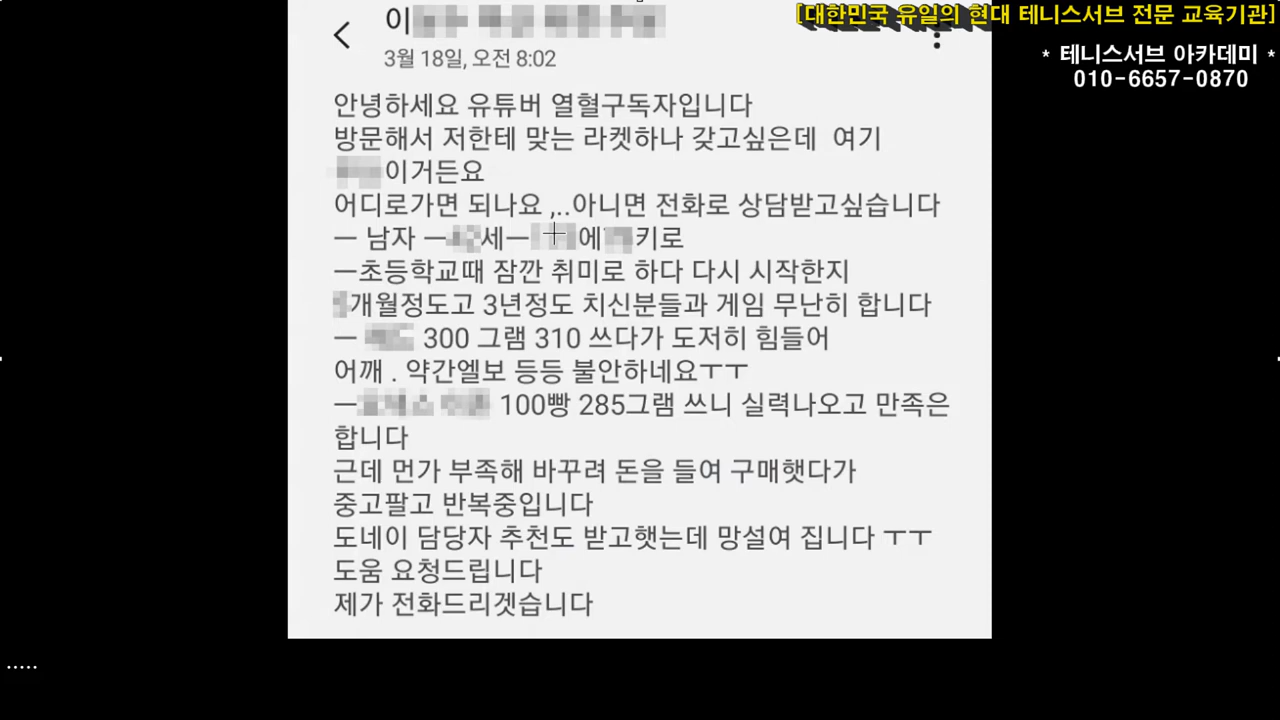 [대한민국 유일의 현대 테니스서브 전문 교육기관]
* 테니스서브 아카데미 *
010-6657-0870
이
3월 18일, 오전 8:02
안녕하세요 유튜버 열혈구독자입니다
방문해서 저한테 맞는 라켓하나 갖고싶은데 여기
이거든요
어디로가면 되나요 ,..아니면 전화로 상담받고싶습니다
ㅡ 남자 ㅡ 세ㅡ 에 키로
ㅡ초등학교때 잠깐 취미로 하다 다시 시작한지
개월정도고 3년정도 치신분들과 게임 무난히 합니다
ㅡ 300 그램 310 쓰다가 도저히 힘들어
어깨 . 약간엘보 등등 불안하네요ㅜㅜ
ㅡ 100빵 285그램 쓰니 실력나오고 만족은
합니다
근데 먼가 부족해 바꾸려 돈을 들여 구매햇다가
중고팔고 반복중입니다
도네이 담당자 추천도 받고햇는데 망설여 집니다 ㅜㅜ
도움 요청드립니다
제가 전화드리겟습니다
.....